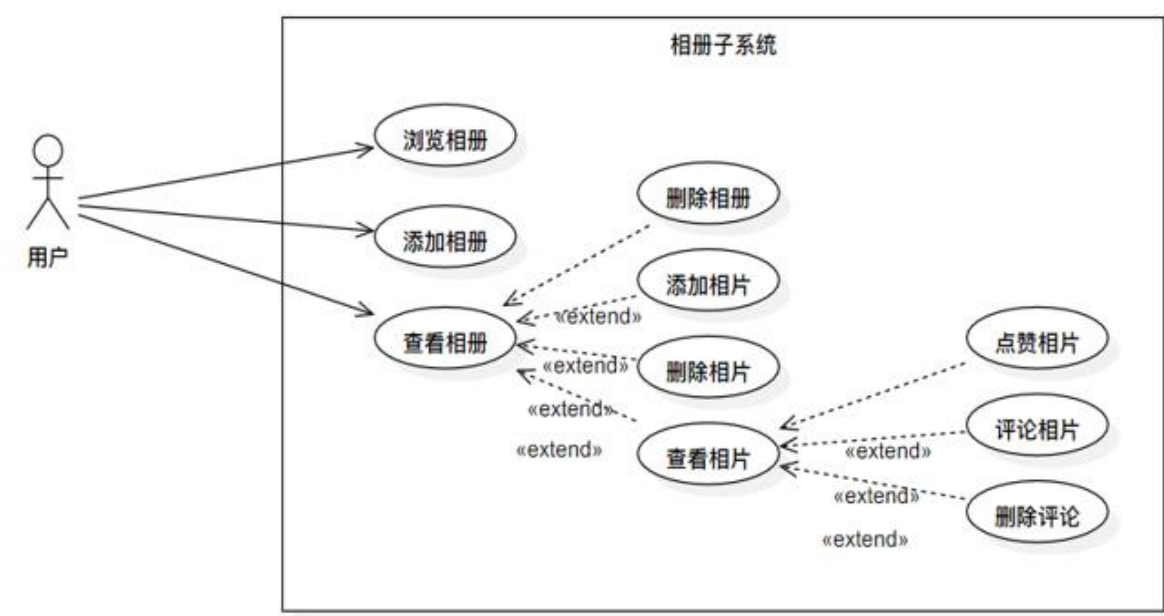 相册子系统
浏览相册
删除相册
添加相册
用户
添加相片
«extend»
查看相册
点赞相片
«extend»
删除相片
«extend»
评论相片
«extend»
查看相片
«extend»
«extend»
删除评论
«extend»